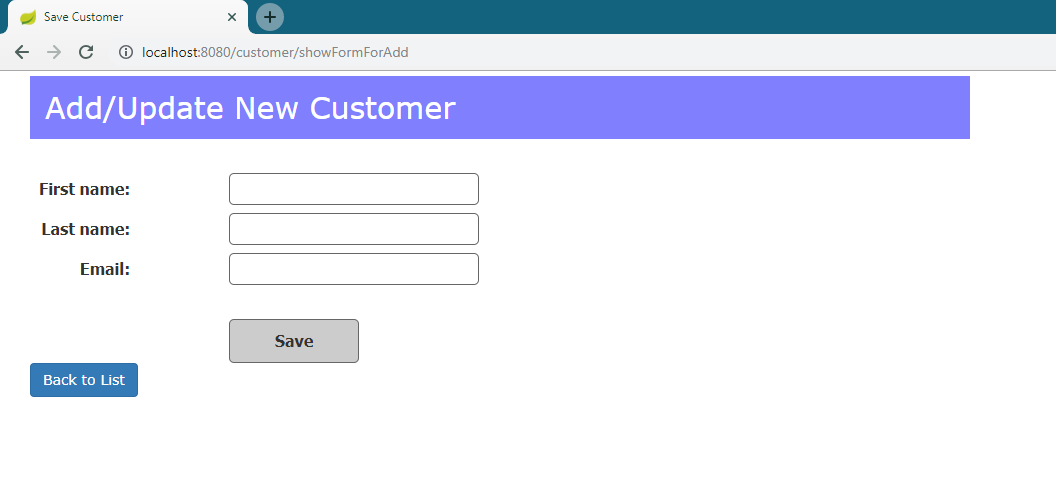 Save Customer
localhost:8080/customer/showFormForAdd
Add/Update New Customer
First name:
Last name:
Email:
Save
Back to List